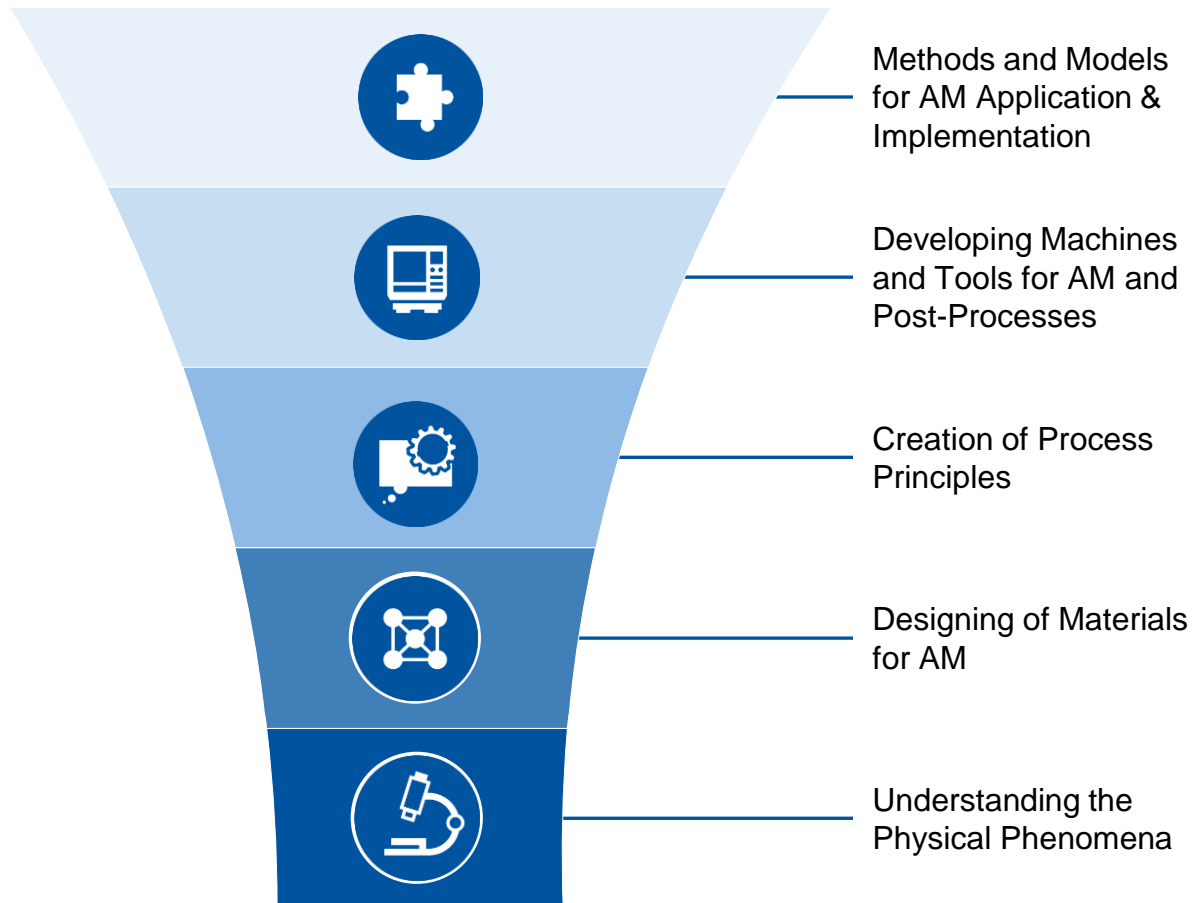 Methods and Models
for AM Application &
Implementation
Developing Machines
and Tools for AM and
Post-Processes
Creation of Process
Principles
Designing of Materials
for AM
Understanding the
Physical Phenomena